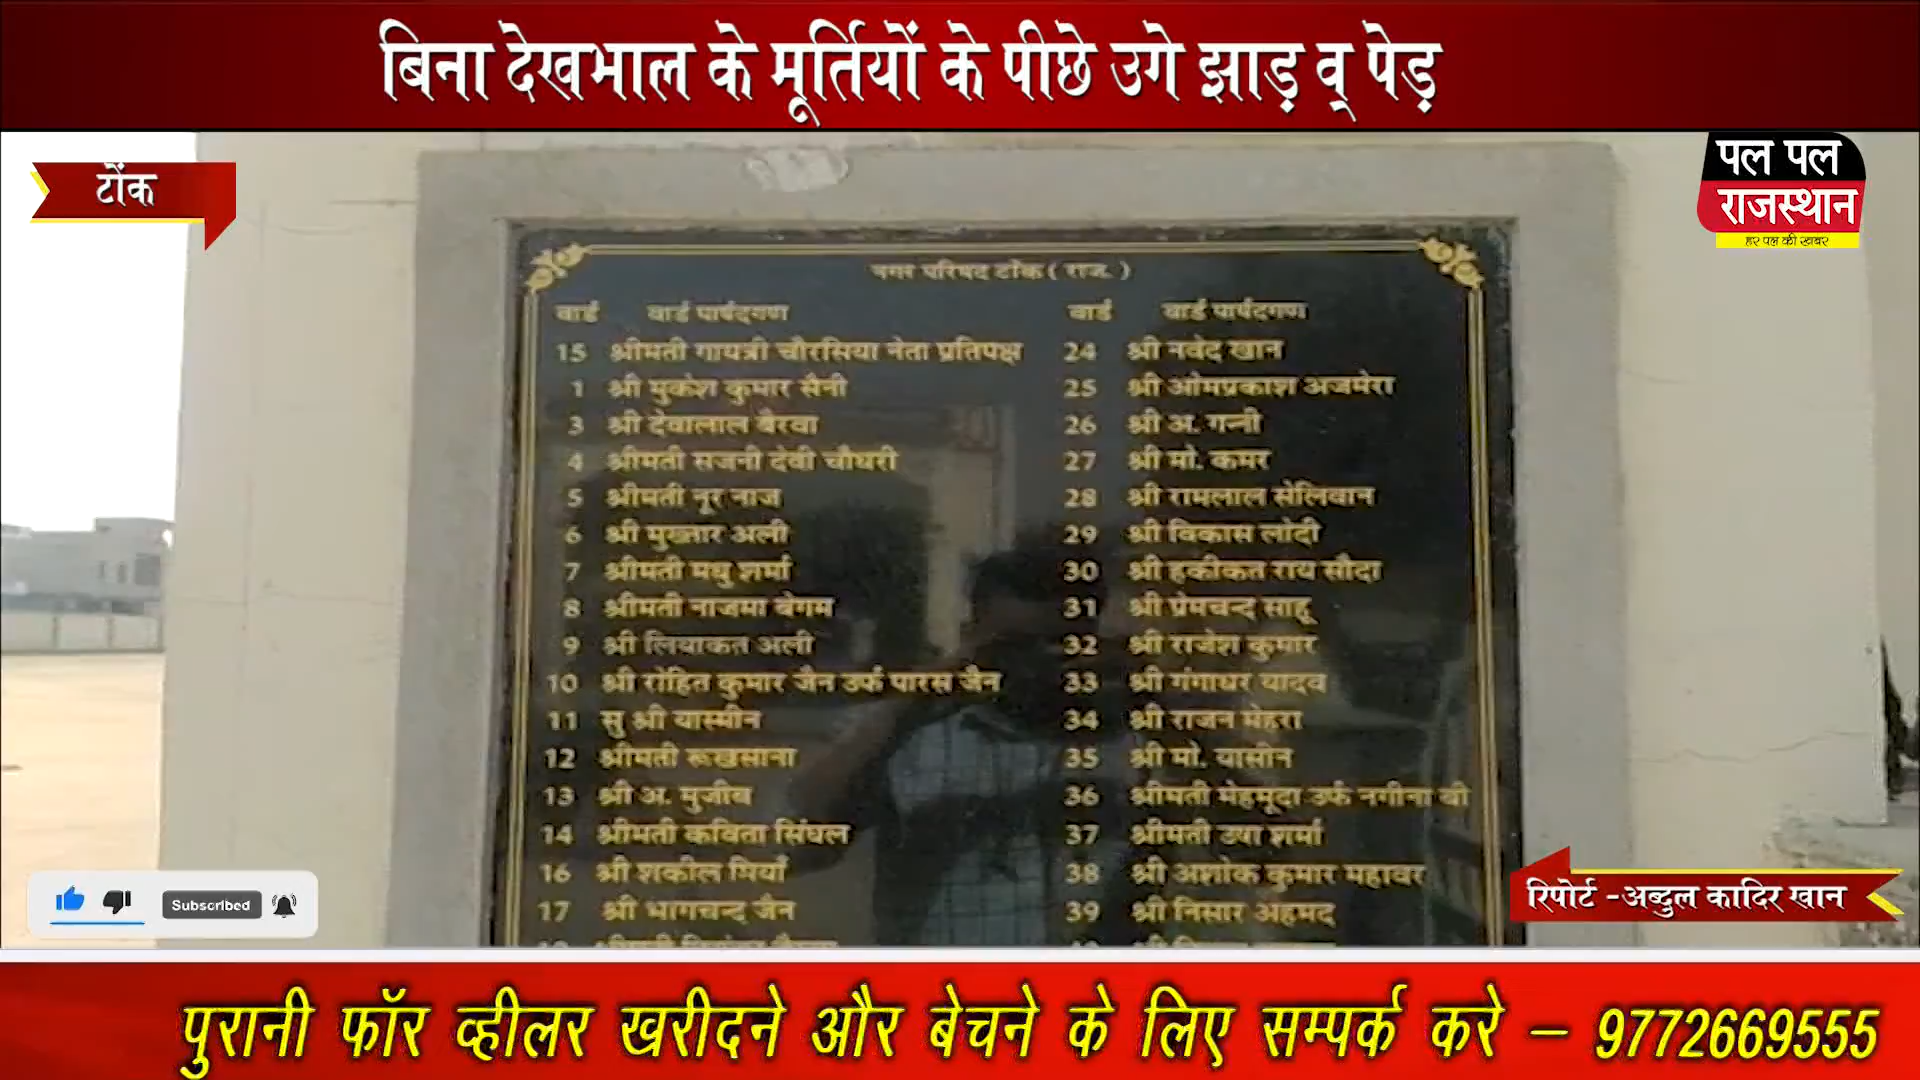 बिना देखभाल के मूर्तियों के पीछे उगे झाड़ व् पेड़
टोंक
पल पल
राजस्थान
हर पल की खबर
नगर परिषद टोंक ( राज. )
वार्ड वार्ड पार्षदगण
15 श्रीमती गायत्री चौरसिया नेता प्रतिपक्ष
1 श्री मुकेश कुमार सैनी
3 श्री देवालाल बैरवा
4 श्रीमती सजनी देवी चौधरी
5 श्रीमती नूर नाज
6 श्री मुख्तार अली
7 श्रीमती मधु शर्मा
8 श्रीमती नाजमा बेगम
9 श्री लियाकत अली
10 श्री रोहित कुमार जैन उर्फ पारस जैन
11 सु श्री यास्मीन
12 श्रीमती रूखसाना
13 श्री अ. मुजीब
14 श्रीमती कविता सिंघल
16 श्री शकील मियाँ
17 श्री भागचन्द जैन
वार्ड वार्ड पार्षदगण
24 श्री नवेद खान
25 श्री ओमप्रकाश अजमेरा
26 श्री अ. गन्नी
27 श्री मो. कमर
28 श्री रामलाल सेलिवान
29 श्री विकास लोदी
30 श्री हकीकत राय सौदा
31 श्री प्रेमचन्द साहू
32 श्री राजेश कुमार
33 श्री गंगाधर यादव
34 श्री राजन मेहरा
35 श्री मो. यासीन
36 श्रीमती मेहमूदा उर्फ नगीना बी
37 श्रीमती उषा शर्मा
38 श्री अशोक कुमार महावर
39 श्री निसार अहमद
Subscribed
रिपोर्ट -अब्दुल कादिर खान
पुरानी फॉर व्हीलर खरीदने और बेचने के लिए सम्पर्क करे – 9772669555